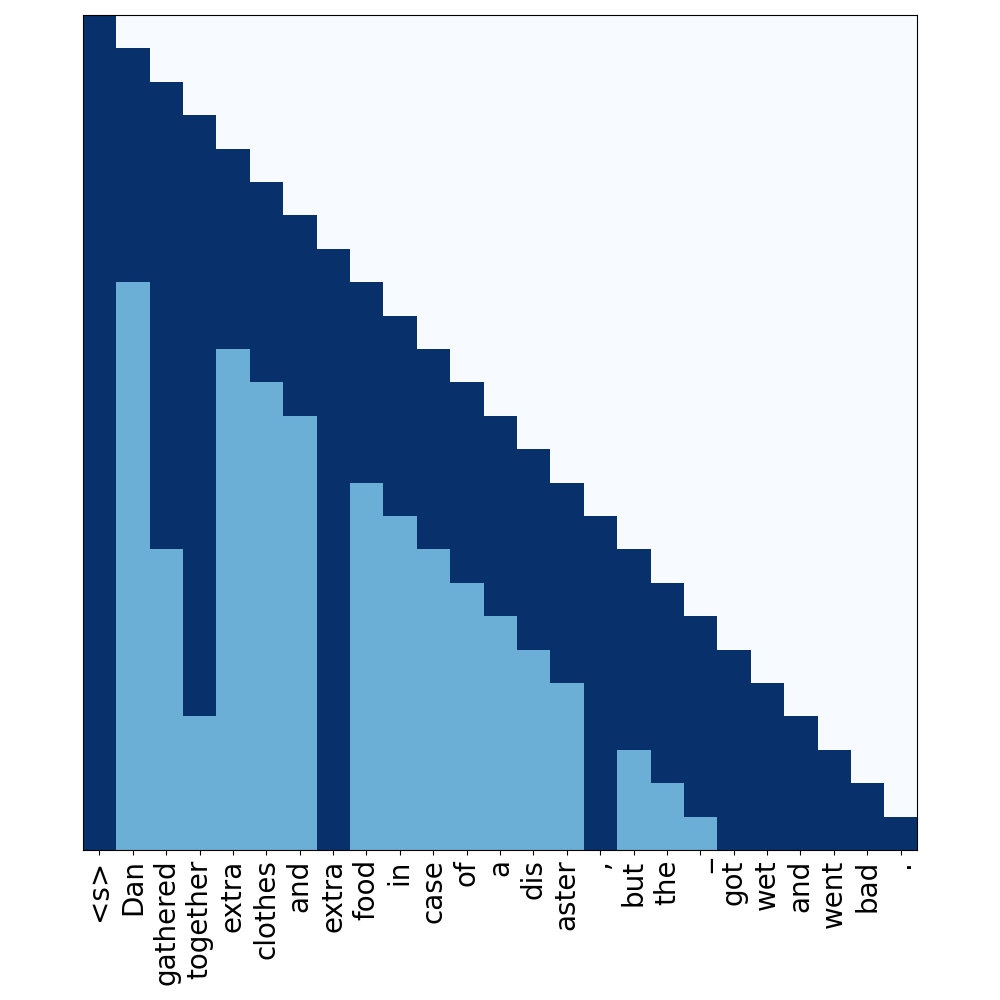 <s>
Dan
gathered
together
extra
clothes
and
extra
food
in
case
of
a
dis
aster
,
but
the
_
got
wet
and
went
bad
.